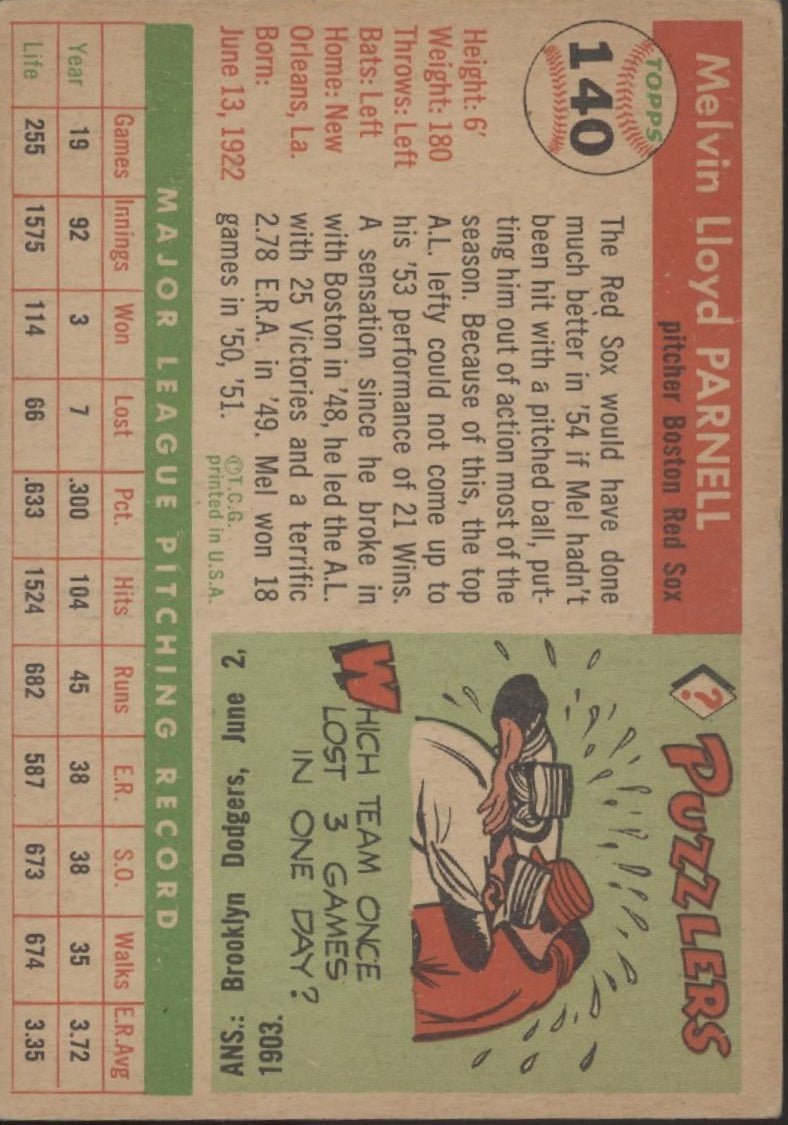 TOPPS
140
Melvin Lloyd PARNELL
pitcher Boston Red Sox
Height: 6'
Weight: 180
Throws: Left
Bats: Left
Home: New
Orleans, La.
Born:
June 13, 1922
The Red Sox would have done
much better in '54 if Mel hadn't
been hit with a pitched ball, put-
ting him out of action most of the
season. Because of this, the top
A.L. lefty could not come up to
his '53 performance of 21 Wins.
A sensation since he broke in
with Boston in '48, he led the A.L.
with 25 Victories and a terrific
2.78 E.R.A. in '49. Mel won 18
games in '50, '51.
©T.C.G.
printed in U.S.A.
?
PUZZLERS
WHICH TEAM ONCE
LOST 3 GAMES
IN ONE DAY?
ANS.: Brooklyn Dodgers, June 2,
1903.
MAJOR LEAGUE PITCHING RECORD
Games Innings Won Lost Pct. Hits Runs E.R. S.O. Walks E.R.Avg
Year 19 92 3 7 .300 104 45 38 38 35 3.72
Life 255 1575 114 66 .633 1524 682 587 673 674 3.35